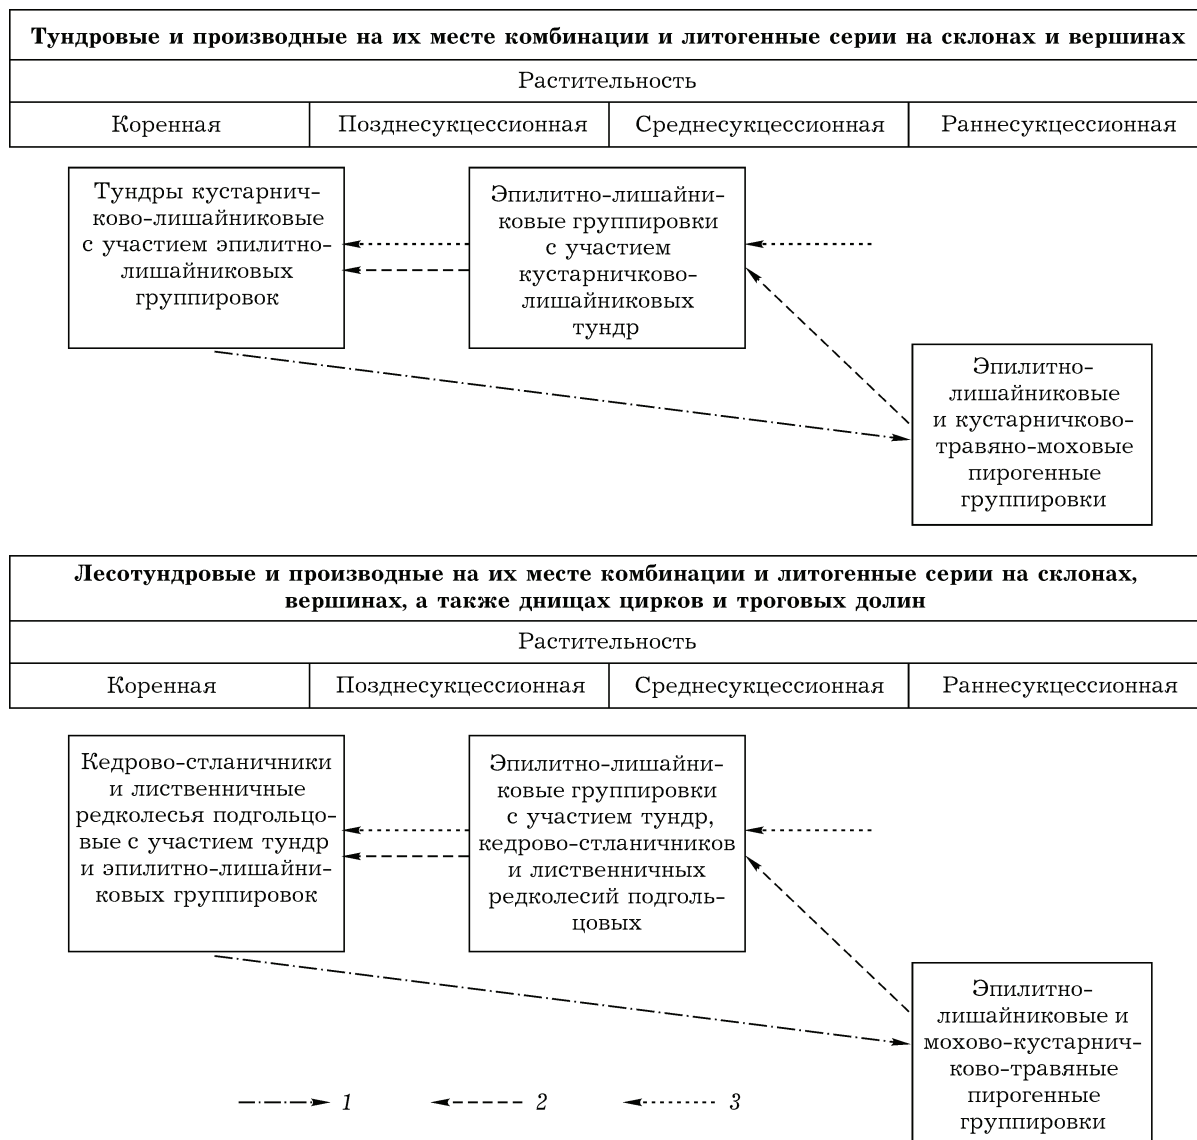 Тундровые и производные на их месте комбинации и литогенные серии на склонах и вершинах
Растительность
Коренная
Позднесукцессионная
Среднесукцессионная
Раннесукцессионная
Тундры кустарнич-
ково-лишайниковые
с участием эпилитно-
лишайниковых
группировок
Эпилитно-лишайни-
ковые группировки
с участием
кустарничково-
лишайниковых
тундр
Эпилитно-
лишайниковые
и кустарничково-
травяно-моховые
пирогенные
группировки
Лесотундровые и производные на их месте комбинации и литогенные серии на склонах,
вершинах, а также днищах цирков и троговых долин
Растительность
Коренная
Позднесукцессионная
Среднесукцессионная
Раннесукцессионная
Кедрово-стланичники
и лиственничные
редколесья подгольцо-
вые с участием тундр
и эпилитно-лишайни-
ковых группировок
Эпилитно-лишайни-
ковые группировки
с участием тундр,
кедрово-стланичников
и лиственничных
редколесий подголь-
цовых
Эпилитно-
лишайниковые и
мохово-кустарнич-
ково-травяные
пирогенные
группировки
1
2
3